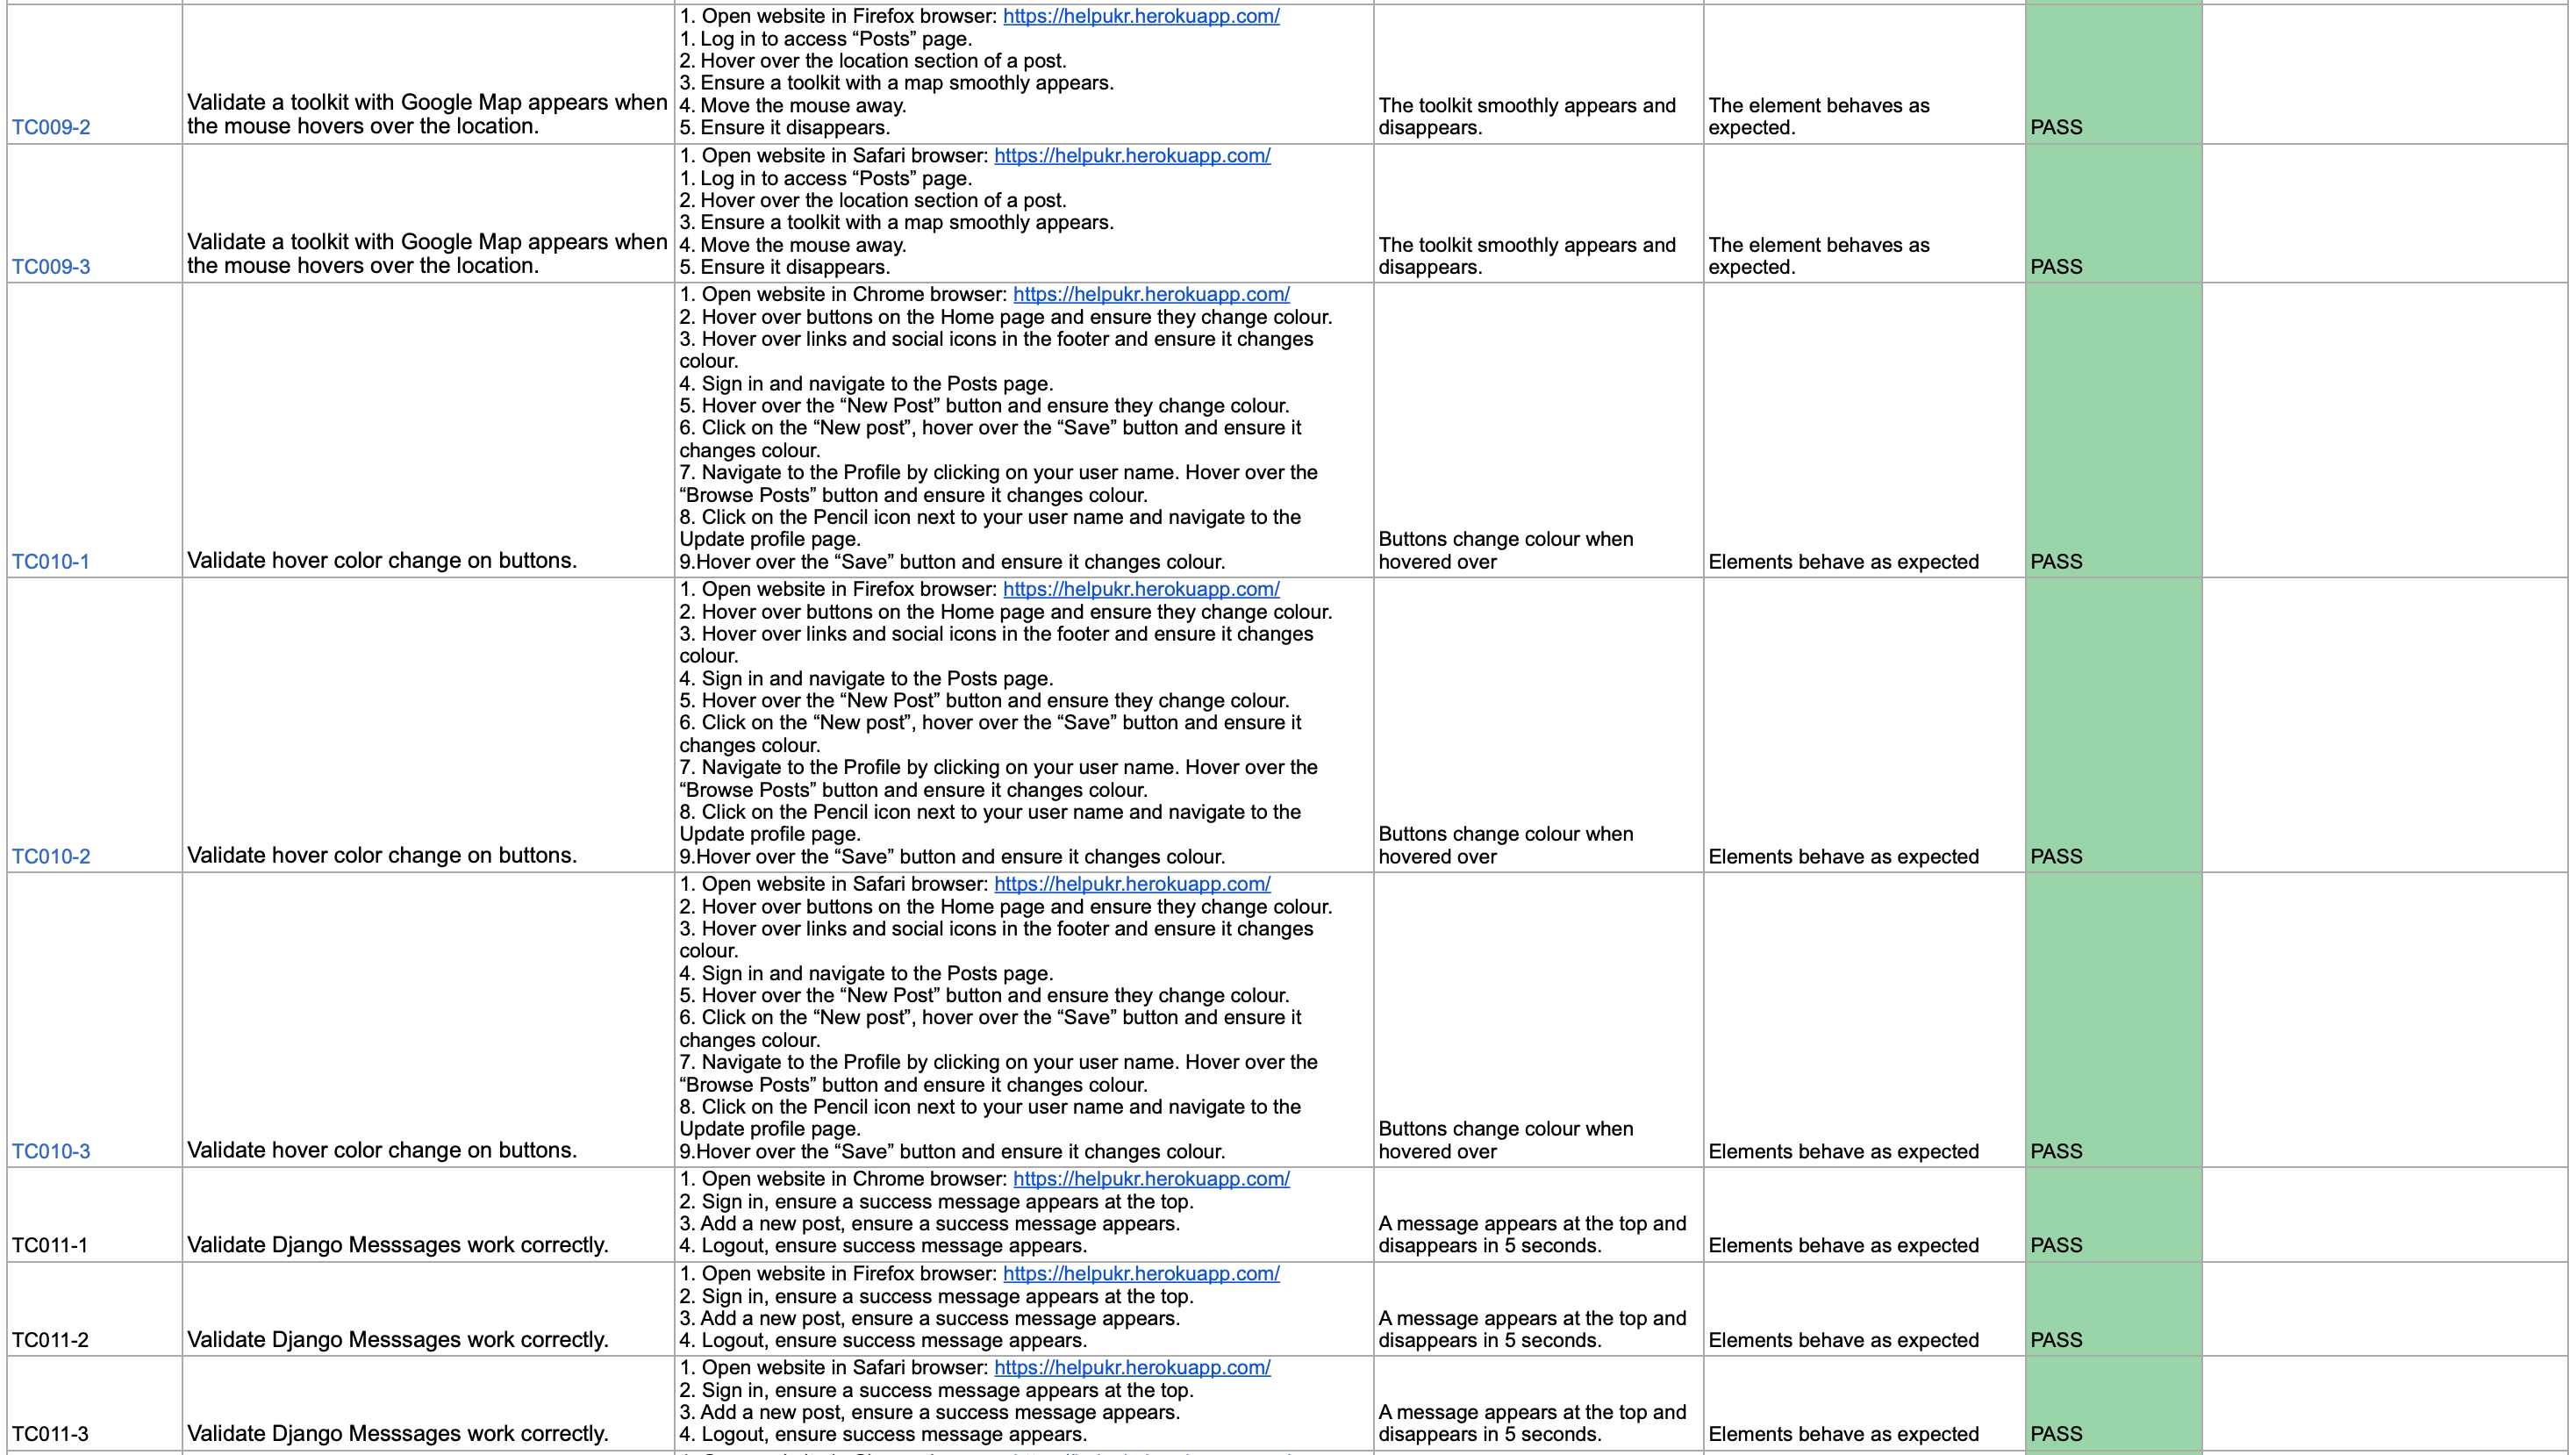 TC009-2
Validate a toolkit with Google Map appears when
the mouse hovers over the location.
1. Open website in Firefox browser: https://helpukr.herokuapp.com/
1. Log in to access “Posts” page.
2. Hover over the location section of a post.
3. Ensure a toolkit with a map smoothly appears.
4. Move the mouse away.
5. Ensure it disappears.
The toolkit smoothly appears and
disappears.
The element behaves as
expected.
PASS
TC009-3
Validate a toolkit with Google Map appears when
the mouse hovers over the location.
1. Open website in Safari browser: https://helpukr.herokuapp.com/
1. Log in to access “Posts” page.
2. Hover over the location section of a post.
3. Ensure a toolkit with a map smoothly appears.
4. Move the mouse away.
5. Ensure it disappears.
The toolkit smoothly appears and
disappears.
The element behaves as
expected.
PASS
TC010-1
Validate hover color change on buttons.
1. Open website in Chrome browser: https://helpukr.herokuapp.com/
2. Hover over buttons on the Home page and ensure they change colour.
3. Hover over links and social icons in the footer and ensure it changes
colour.
4. Sign in and navigate to the Posts page.
5. Hover over the “New Post” button and ensure they change colour.
6. Click on the “New post”, hover over the “Save” button and ensure it
changes colour.
7. Navigate to the Profile by clicking on your user name. Hover over the
“Browse Posts” button and ensure it changes colour.
8. Click on the Pencil icon next to your user name and navigate to the
Update profile page.
9.Hover over the “Save” button and ensure it changes colour.
Buttons change colour when
hovered over
Elements behave as expected
PASS
TC010-2
Validate hover color change on buttons.
1. Open website in Firefox browser: https://helpukr.herokuapp.com/
2. Hover over buttons on the Home page and ensure they change colour.
3. Hover over links and social icons in the footer and ensure it changes
colour.
4. Sign in and navigate to the Posts page.
5. Hover over the “New Post” button and ensure they change colour.
6. Click on the “New post”, hover over the “Save” button and ensure it
changes colour.
7. Navigate to the Profile by clicking on your user name. Hover over the
“Browse Posts” button and ensure it changes colour.
8. Click on the Pencil icon next to your user name and navigate to the
Update profile page.
9.Hover over the “Save” button and ensure it changes colour.
Buttons change colour when
hovered over
Elements behave as expected
PASS
TC010-3
Validate hover color change on buttons.
1. Open website in Safari browser: https://helpukr.herokuapp.com/
2. Hover over buttons on the Home page and ensure they change colour.
3. Hover over links and social icons in the footer and ensure it changes
colour.
4. Sign in and navigate to the Posts page.
5. Hover over the “New Post” button and ensure they change colour.
6. Click on the “New post”, hover over the “Save” button and ensure it
changes colour.
7. Navigate to the Profile by clicking on your user name. Hover over the
“Browse Posts” button and ensure it changes colour.
8. Click on the Pencil icon next to your user name and navigate to the
Update profile page.
9.Hover over the “Save” button and ensure it changes colour.
Buttons change colour when
hovered over
Elements behave as expected
PASS
TC011-1
Validate Django Messsages work correctly.
1. Open website in Chrome browser: https://helpukr.herokuapp.com/
2. Sign in, ensure a success message appears at the top.
3. Add a new post, ensure a success message appears.
4. Logout, ensure success message appears.
A message appears at the top and
disappears in 5 seconds.
Elements behave as expected
PASS
TC011-2
Validate Django Messsages work correctly.
1. Open website in Firefox browser: https://helpukr.herokuapp.com/
2. Sign in, ensure a success message appears at the top.
3. Add a new post, ensure a success message appears.
4. Logout, ensure success message appears.
A message appears at the top and
disappears in 5 seconds.
Elements behave as expected
PASS
TC011-3
Validate Django Messsages work correctly.
1. Open website in Safari browser: https://helpukr.herokuapp.com/
2. Sign in, ensure a success message appears at the top.
3. Add a new post, ensure a success message appears.
4. Logout, ensure success message appears.
A message appears at the top and
disappears in 5 seconds.
Elements behave as expected
PASS